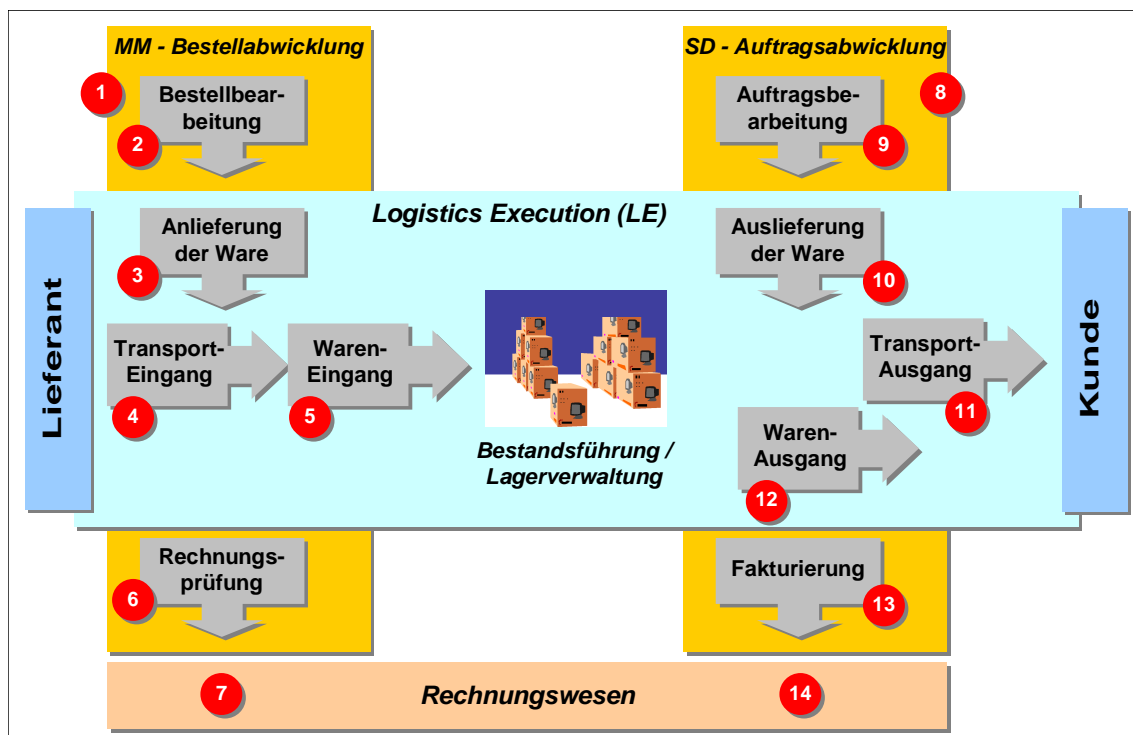 MM - Bestellabwicklung
SD - Auftragsabwicklung
1
Bestellbear-
beitung
2
Auftragsbe-
arbeitung
8
9
Logistics Execution (LE)
Lieferant
Anlieferung
der Ware
3
Auslieferung
der Ware
10
Kunde
Transport-
Eingang
4
Waren-
Eingang
5
Transport-
Ausgang
11
Bestandsführung /
Lagerverwaltung
Waren-
Ausgang
12
Rechnungs-
prüfung
6
Fakturierung
13
7
Rechnungswesen
14